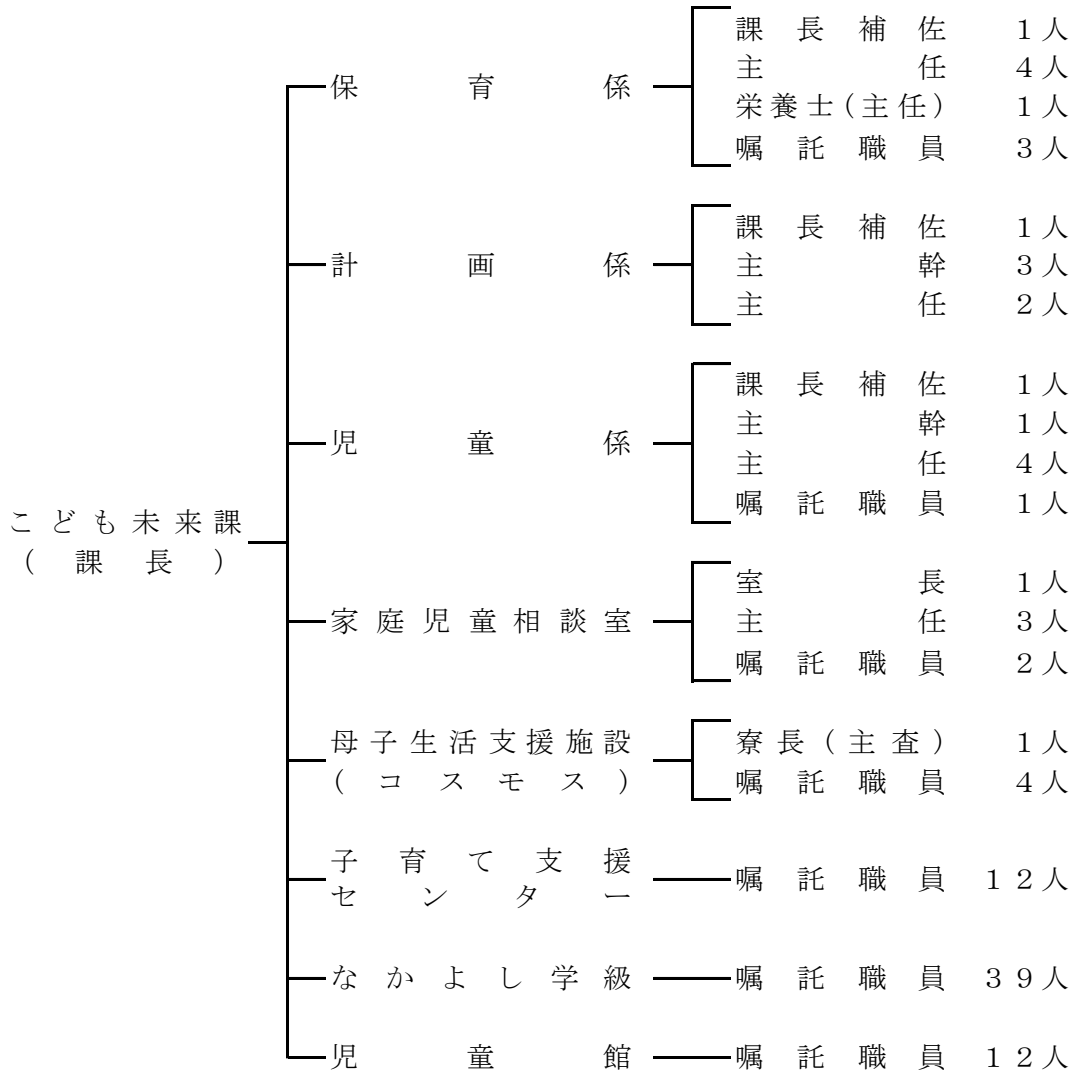 課長補佐 1人
主任 4人
保育係
栄養士(主任) 1人
嘱託職員 3人
課長補佐 1人
計画係
主幹 3人
主任 2人
課長補佐 1人
主幹 1人
児童係
主任 4人
嘱託職員 1人
こども未来課
(課長)
室長 1人
家庭児童相談室
主任 3人
嘱託職員 2人
母子生活支援施設
(コスモス)
寮長(主査) 1人
嘱託職員 4人
子育て支援
センター
嘱託職員 12人
なかよし学級 嘱託職員 39人
児童館 嘱託職員 12人